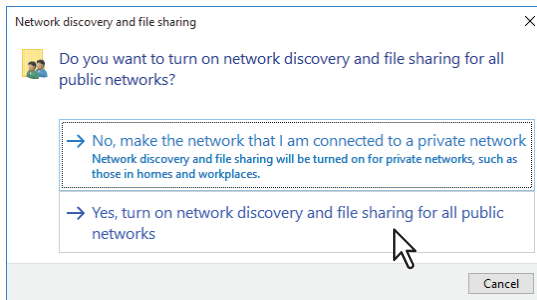 Network discovery and file sharing
Do you want to turn on network discovery and file sharing for all
public networks?
No, make the network that I am connected to a private network
Network discovery and file sharing will be turned on for private networks, such as
those in homes and workplaces.
Yes, turn on network discovery and file sharing for all public
networks
Cancel